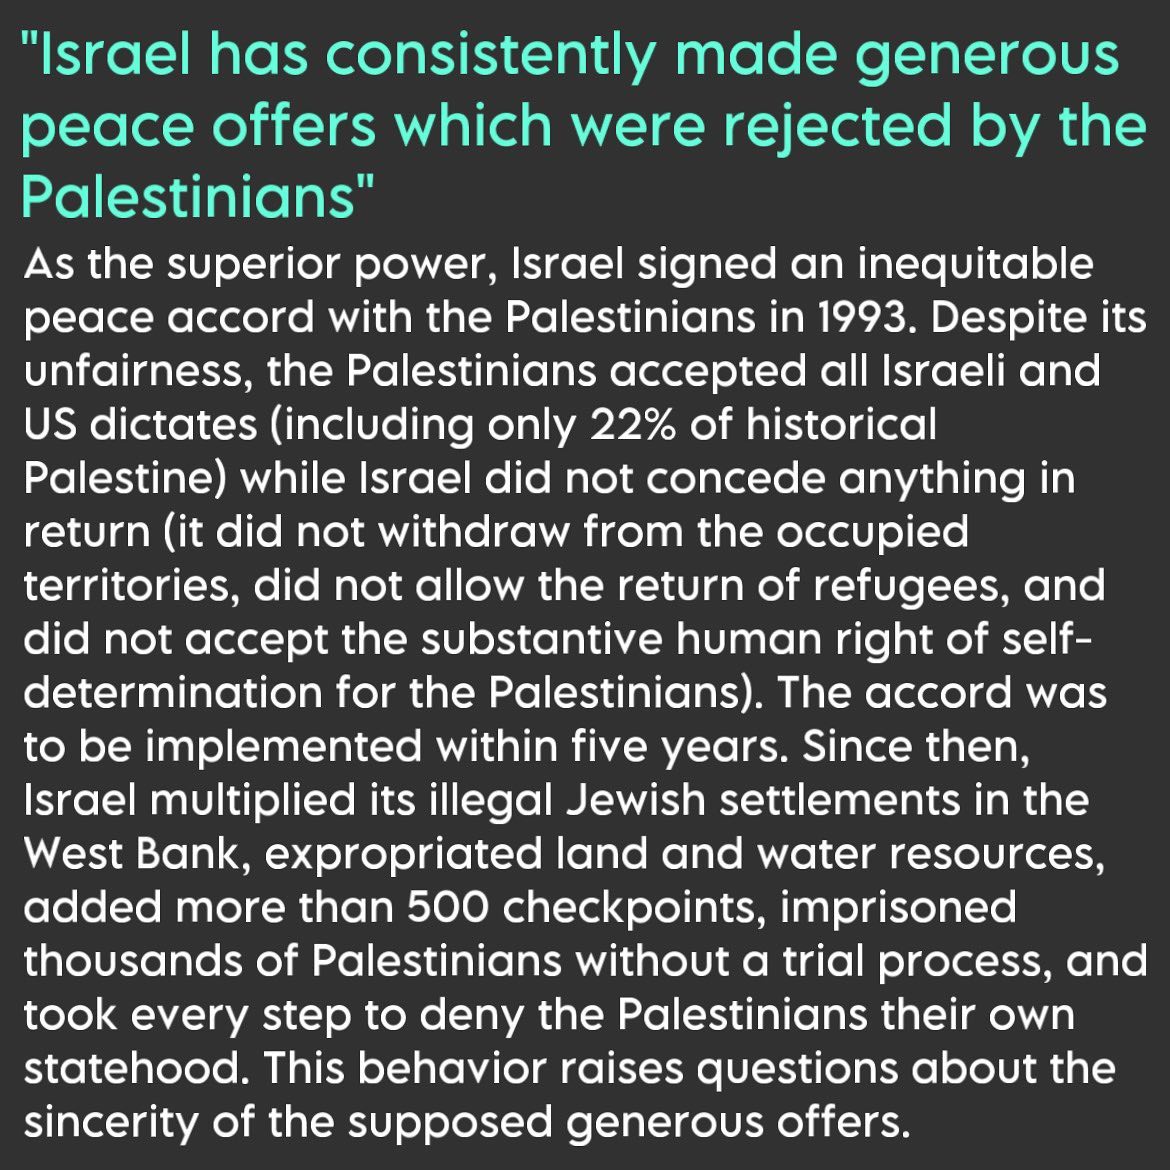 "Israel has consistently made generous
peace offers which were rejected by the
Palestinians"
As the superior power, Israel signed an inequitable
peace accord with the Palestinians in 1993. Despite its
unfairness, the Palestinians accepted all Israeli and
US dictates (including only 22% of historical
Palestine) while Israel did not concede anything in
return (it did not withdraw from the occupied
territories, did not allow the return of refugees, and
did not accept the substantive human right of self-
determination for the Palestinians). The accord was
to be implemented within five years. Since then,
Israel multiplied its illegal Jewish settlements in the
West Bank, expropriated land and water resources,
added more than 500 checkpoints, imprisoned
thousands of Palestinians without a trial process, and
took every step to deny the Palestinians their own
statehood. This behavior raises questions about the
sincerity of the supposed generous offers.